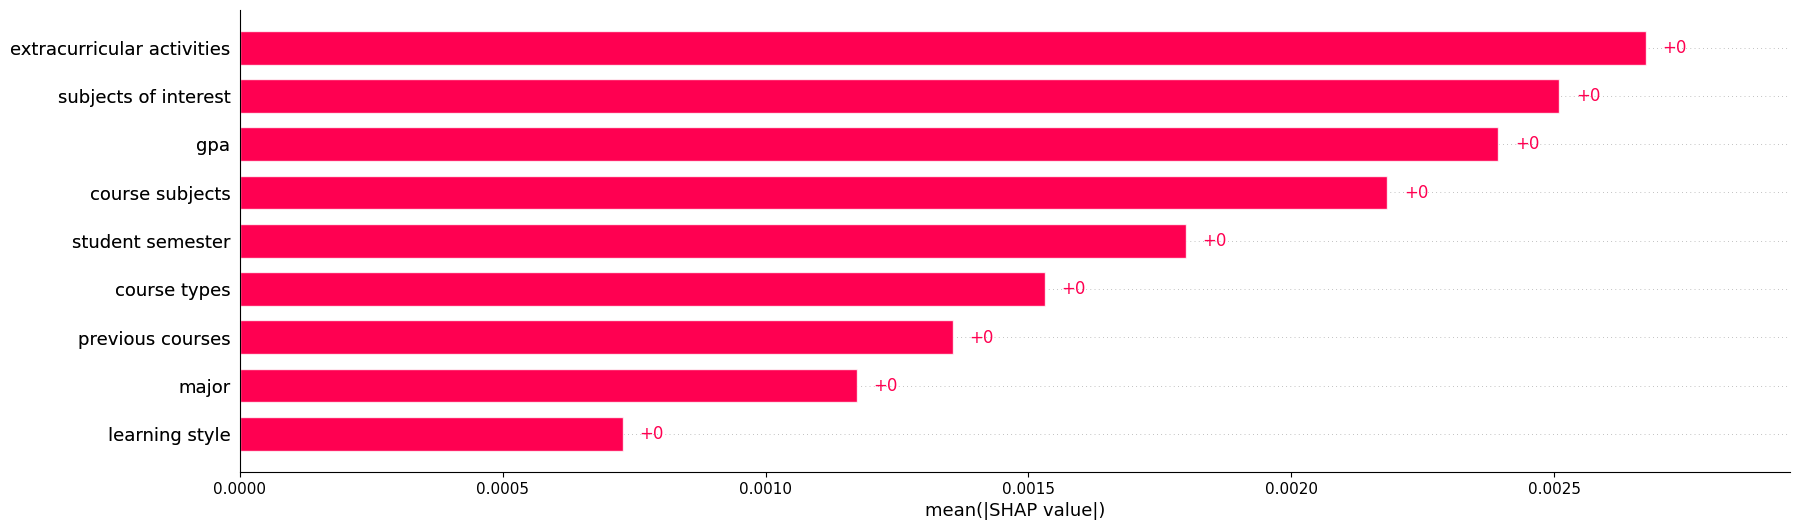 extracurricular activities +0
subjects of interest +0
gpa +0
course subjects +0
student semester +0
course types +0
previous courses +0
major +0
learning style +0
0.0000 0.0005 0.0010 0.0015 0.0020 0.0025
mean(|SHAP value|)